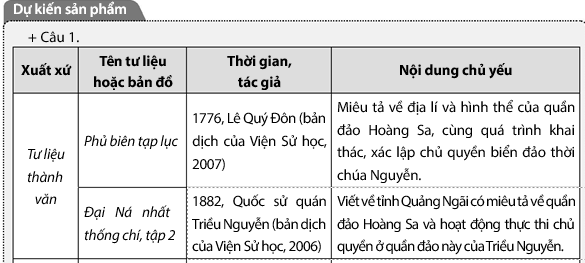 Dự kiến sản phẩm
+ Câu 1.
Xuất xứ
Tên tư liệu
hoặc bản đồ
Thời gian,
tác giả
Nội dung chủ yếu
Tư liệu
thành
văn
Phủ biên tạp lục
1776, Lê Quý Đôn (bản
dịch của Viện Sử học,
2007)
Miêu tả về địa lí và hình thể của quần
đảo Hoàng Sa, cùng quá trình khai
thác, xác lập chủ quyền biển đảo thời
chúa Nguyễn.
Đại Ná nhất
thống chí, tập 2
1882, Quốc sử quán
Triều Nguyễn (bản dịch
của Viện Sử học, 2006)
Viết về tỉnh Quảng Ngãi có miêu tả về quần
đảo Hoàng Sa và hoạt động thực thi chủ
quyền ở quần đảo này của Triều Nguyễn.